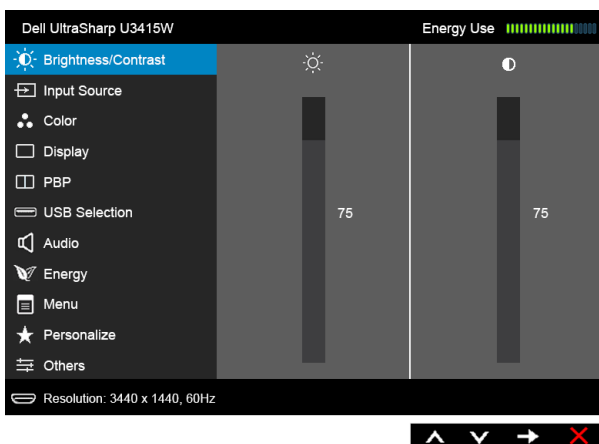 Dell UltraSharp U3415W
Energy Use
Brightness/Contrast
Input Source
Color
Display
PBP
USB Selection
75
75
Audio
Energy
Menu
Personalize
Others
Resolution: 3440 x 1440, 60Hz